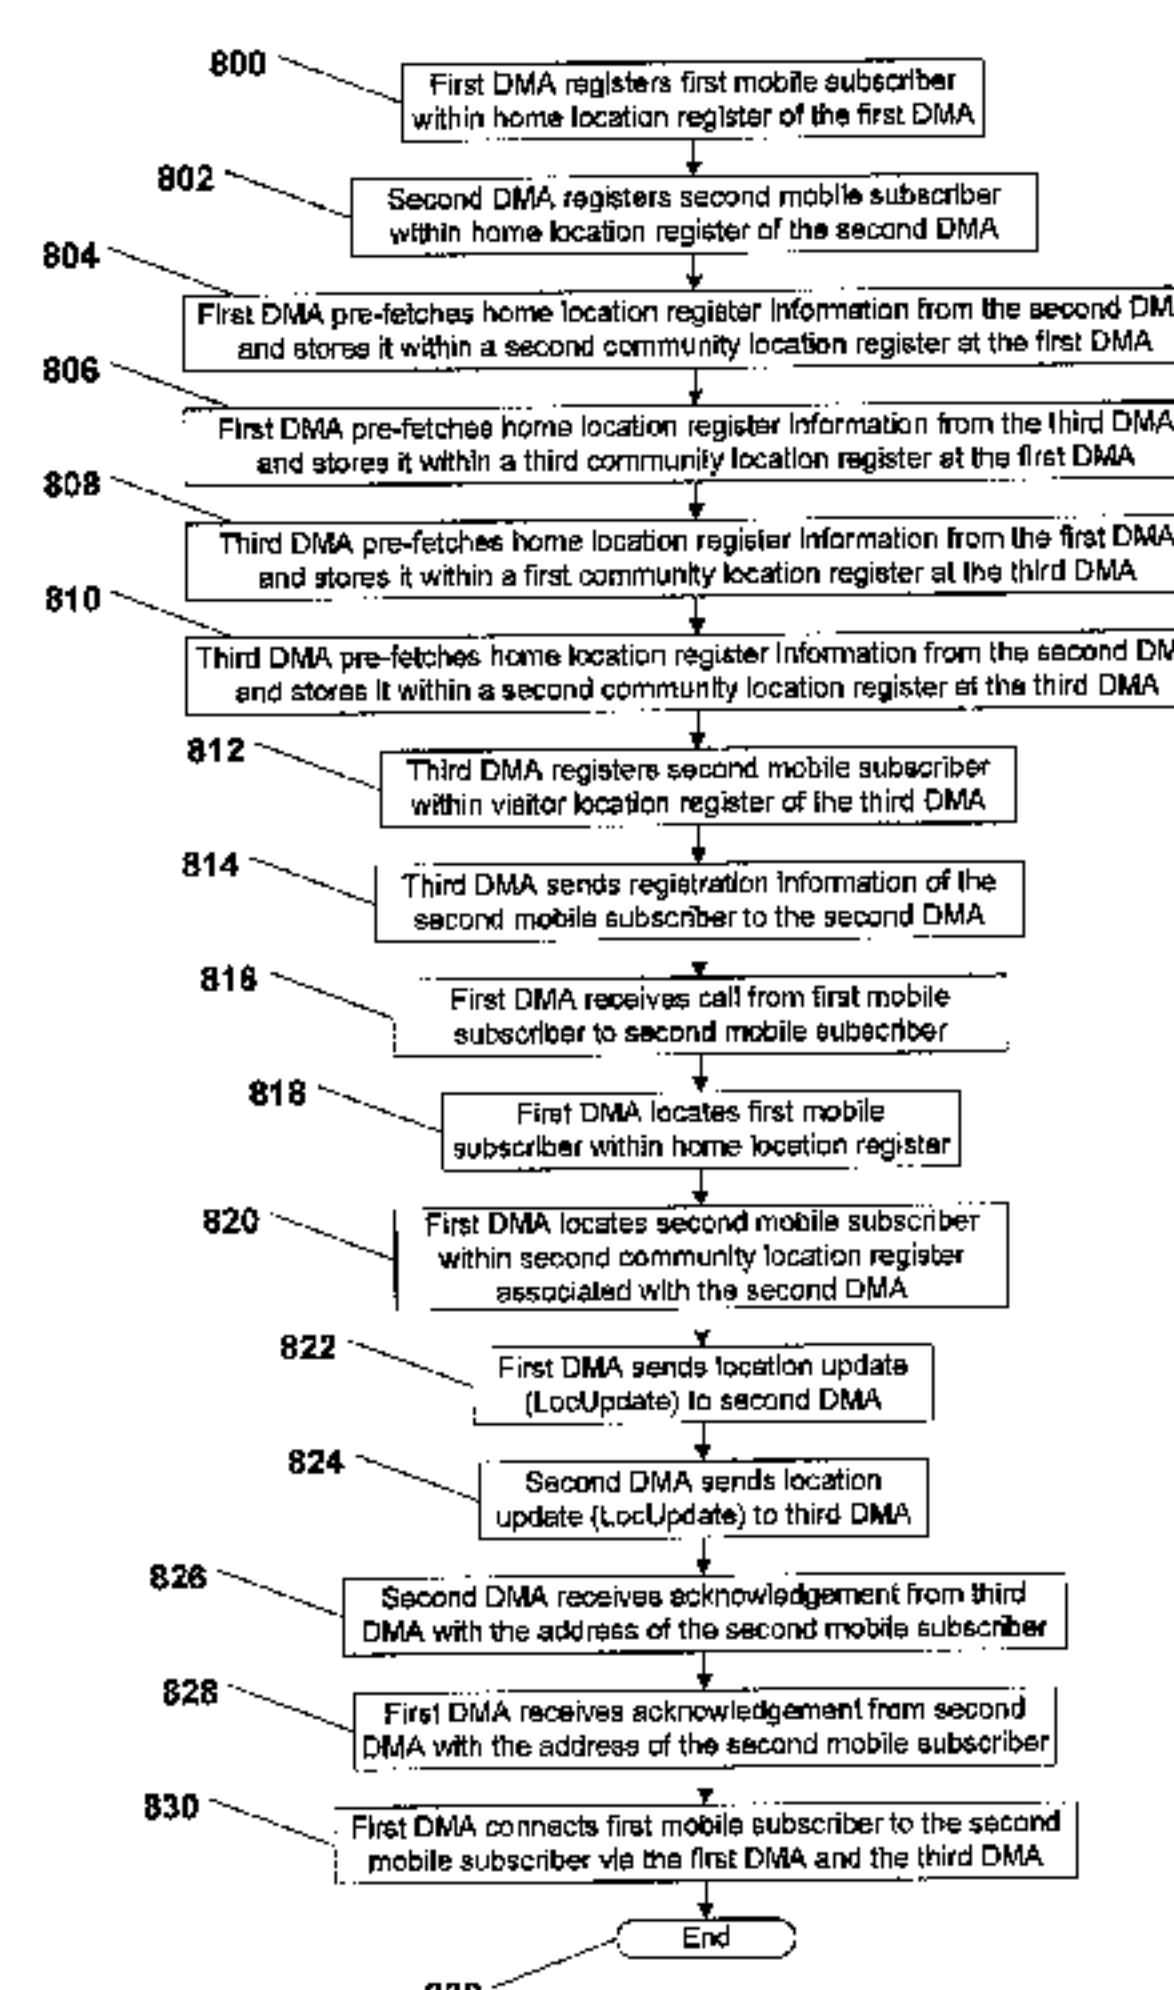 800
First DMA registers first mobile subscriber
within home location register of the first DMA
802
Second DMA registers second mobile subscriber
within home location register of the second DMA
804
First DMA pre-fetches home location register information from the second DM
and stores it within a second community location register at the first DMA
806
First DMA pre-fetches home location register information from the third DMA
and stores it within a third community location register at the first DMA
808
Third DMA pre-fetches home location register information from the first DMA
and stores it within a first community location register at the third DMA
810
Third DMA pre-fetches home location register information from the second DM
and stores it within a second community location register at the third DMA
812
Third DMA registers second mobile subscriber
within visitor location register of the third DMA
814
Third DMA sends registration information of the
second mobile subscriber to the second DMA
816
First DMA receives call from first mobile
subscriber to second mobile subscriber
818
First DMA locates first mobile
subscriber within home location register
820
First DMA locates second mobile subscriber
within second community location register
associated with the second DMA
822
First DMA sends location update
(LocUpdate) to second DMA
824
Second DMA sends location
update (LocUpdate) to third DMA
826
Second DMA receives acknowledgement from third
DMA with the address of the second mobile subscriber
828
First DMA receives acknowledgement from second
DMA with the address of the second mobile subscriber
830
First DMA connects first mobile subscriber to the second
mobile subscriber via the first DMA and the third DMA
End